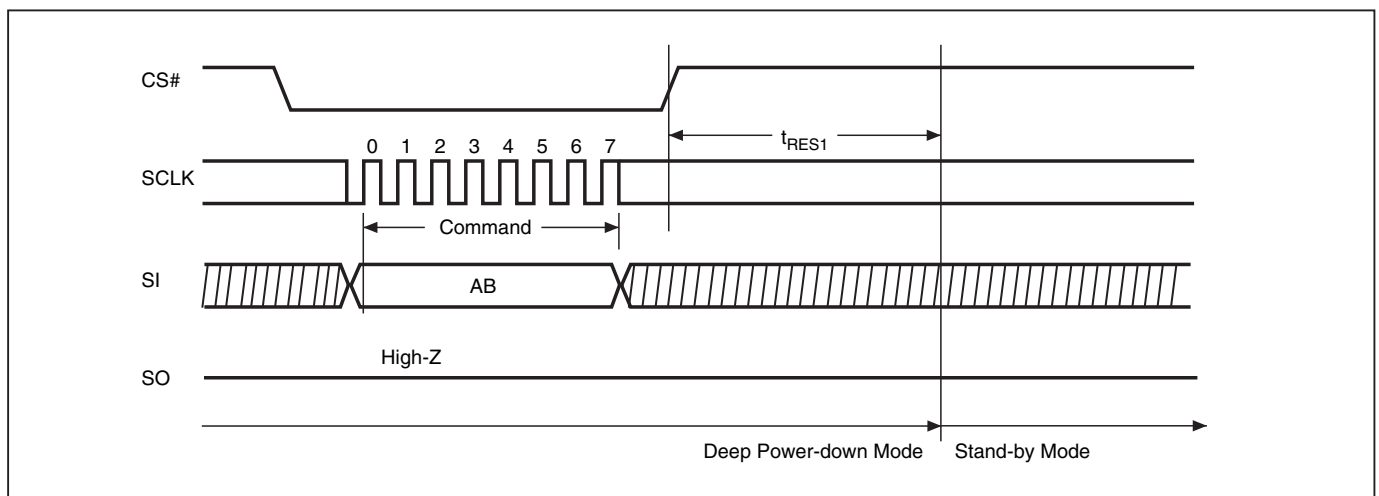 CS#
tRES1
0 1 2 3 4 5 6 7
SCLK
Command
SI
AB
High-Z
SO
Deep Power-down Mode
Stand-by Mode